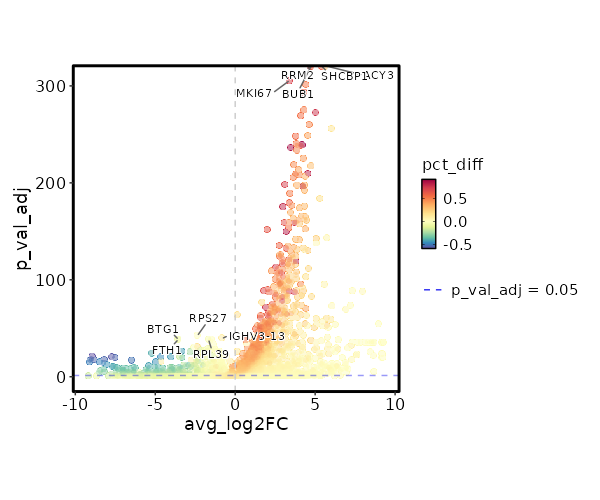 300
200
100
0
-10
-5
0
5
10
avg_log2FC
p_val_adj
RRM2
SHCBP1
ACY3
MKI67
BUB1
RPS27
BTG1
IGHV3-13
FTH1
RPL39
pct_diff
0.5
0.0
-0.5
p_val_adj = 0.05